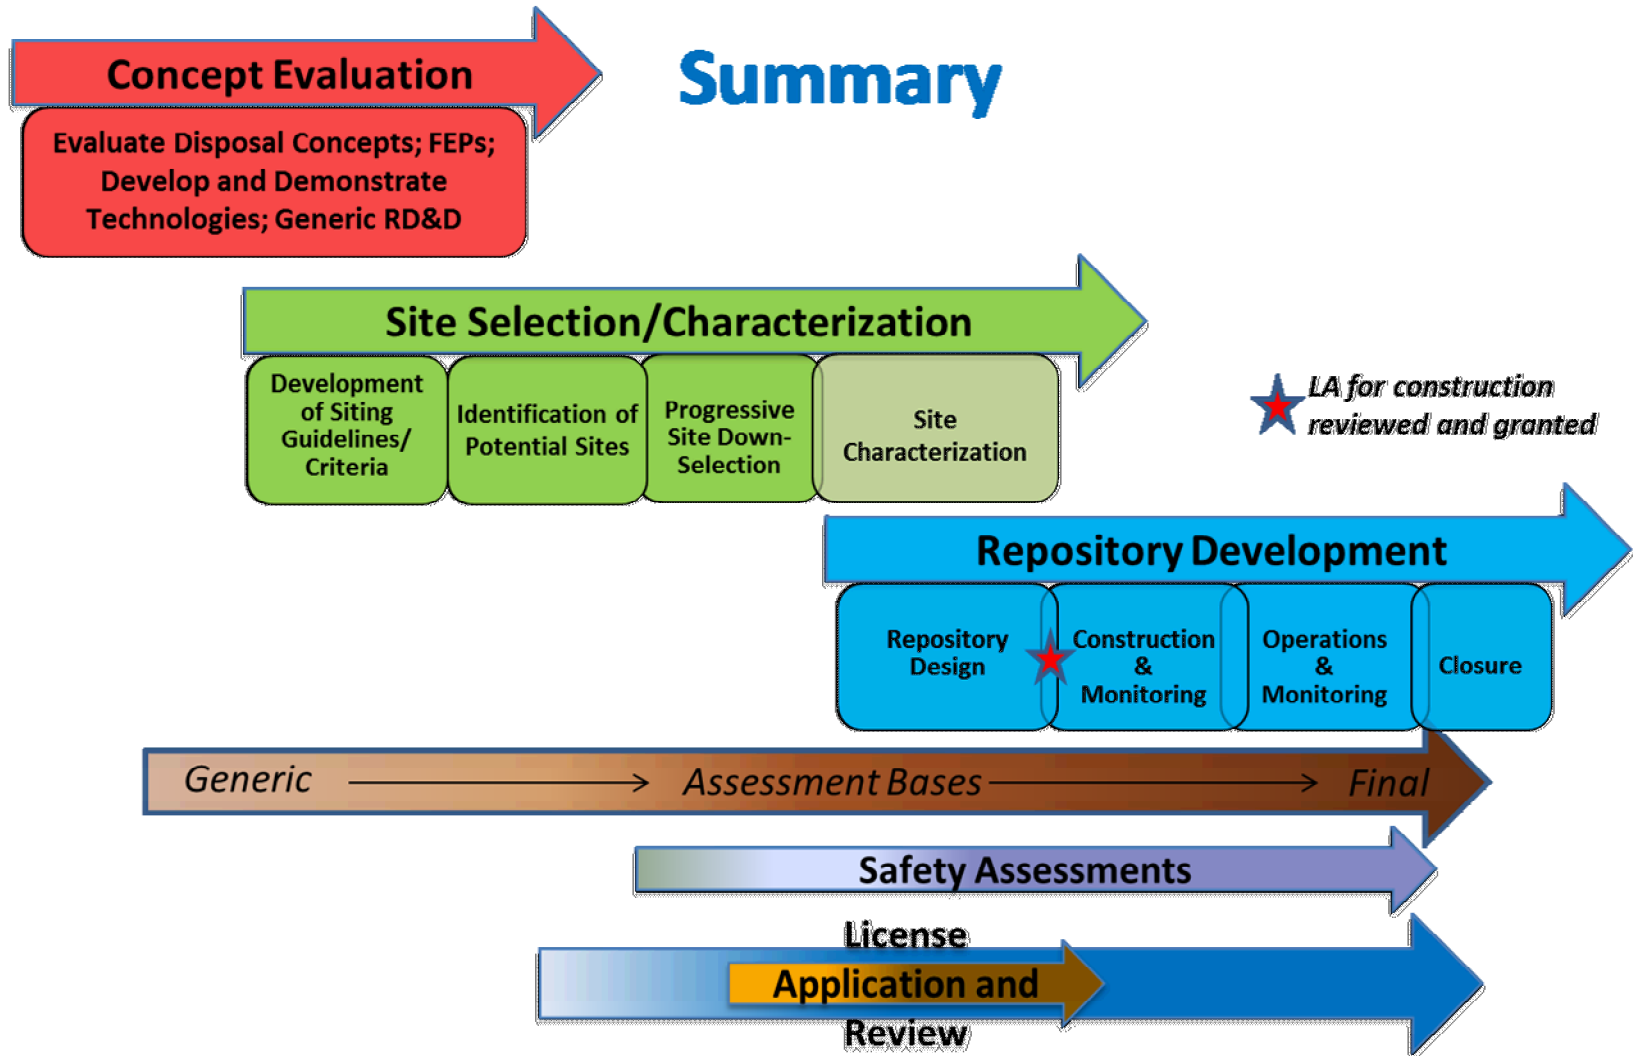 Concept Evaluation
Summary
Evaluate Disposal Concepts; FEPs;
Develop and Demonstrate
Technologies; Generic RD&D
Site Selection/Characterization
Development
of Siting
Guidelines/
Criteria
Identification of
Potential Sites
Progressive
Site Down-
Selection
Site
Characterization
LA for construction
reviewed and granted
Repository Development
Repository
Design
Construction
&
Monitoring
Operations
&
Monitoring
Closure
Generic
Assessment Bases
Final
Safety Assessments
License
Application and
Review